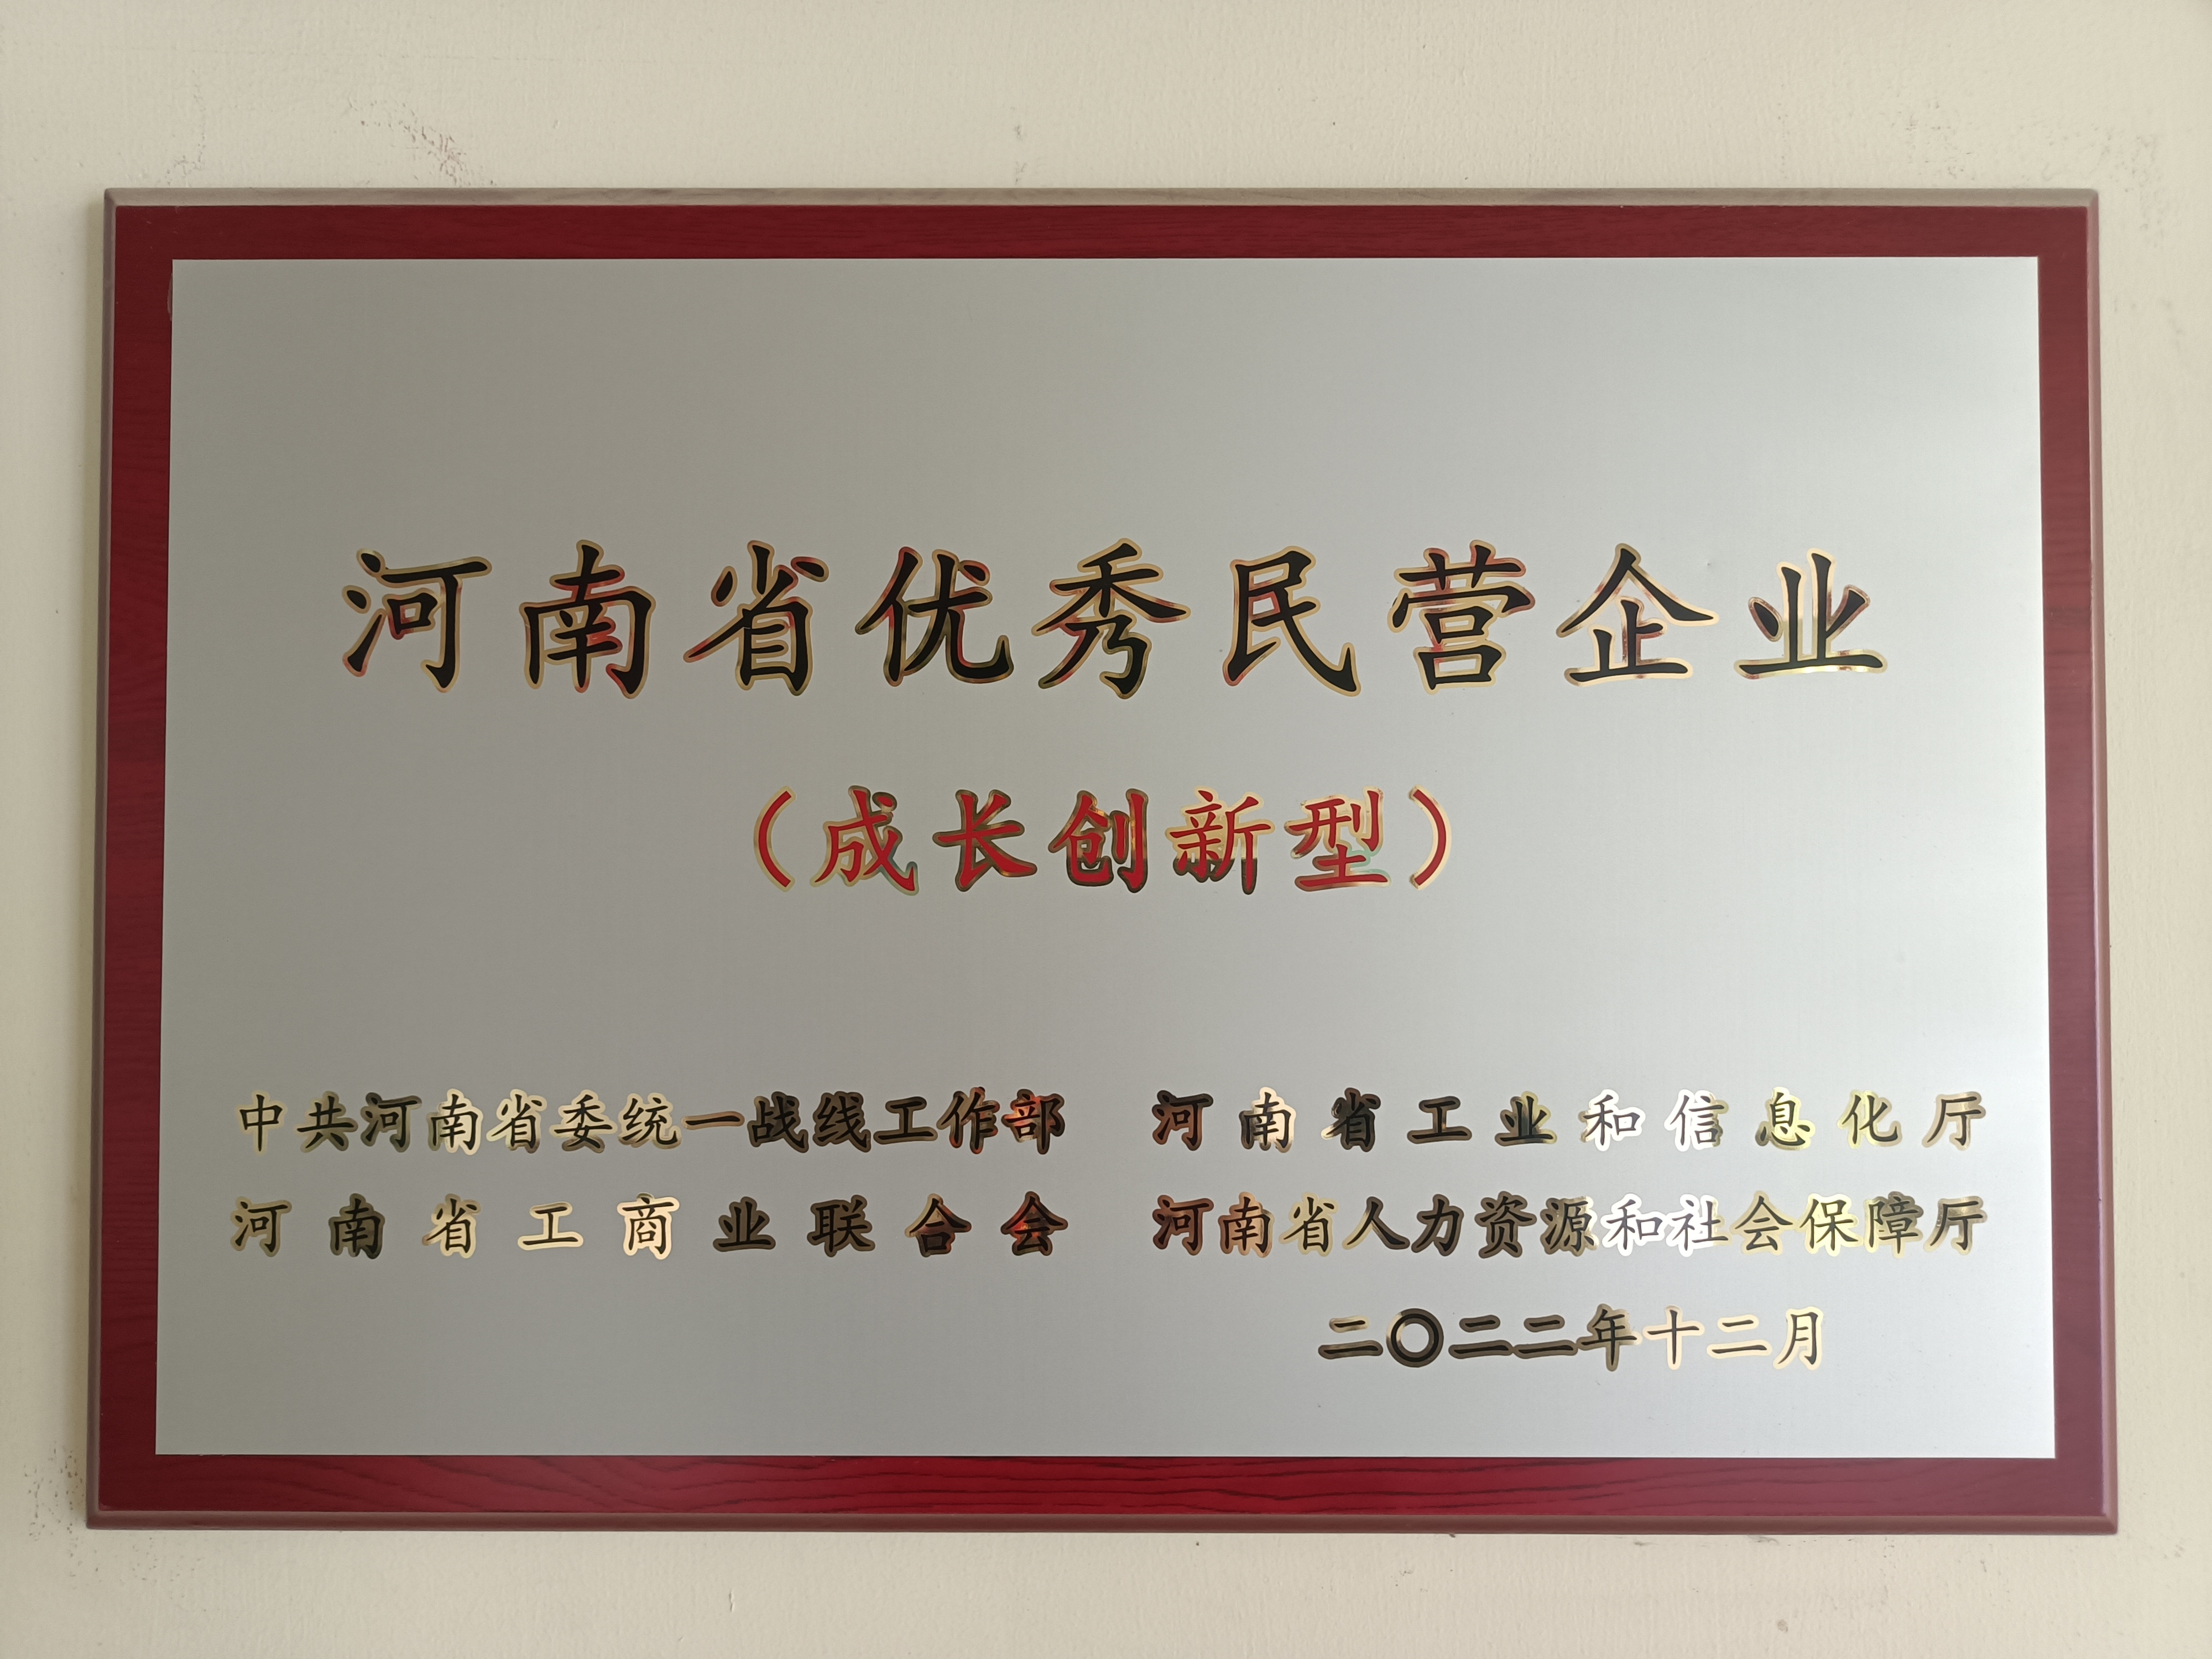 河南省优秀民营企业
（成长创新型）
中共河南省委统一战线工作部 河南省工业和信息化厅
河南省工商业联合会 河南省人力资源和社会保障厅
二〇二二年十二月